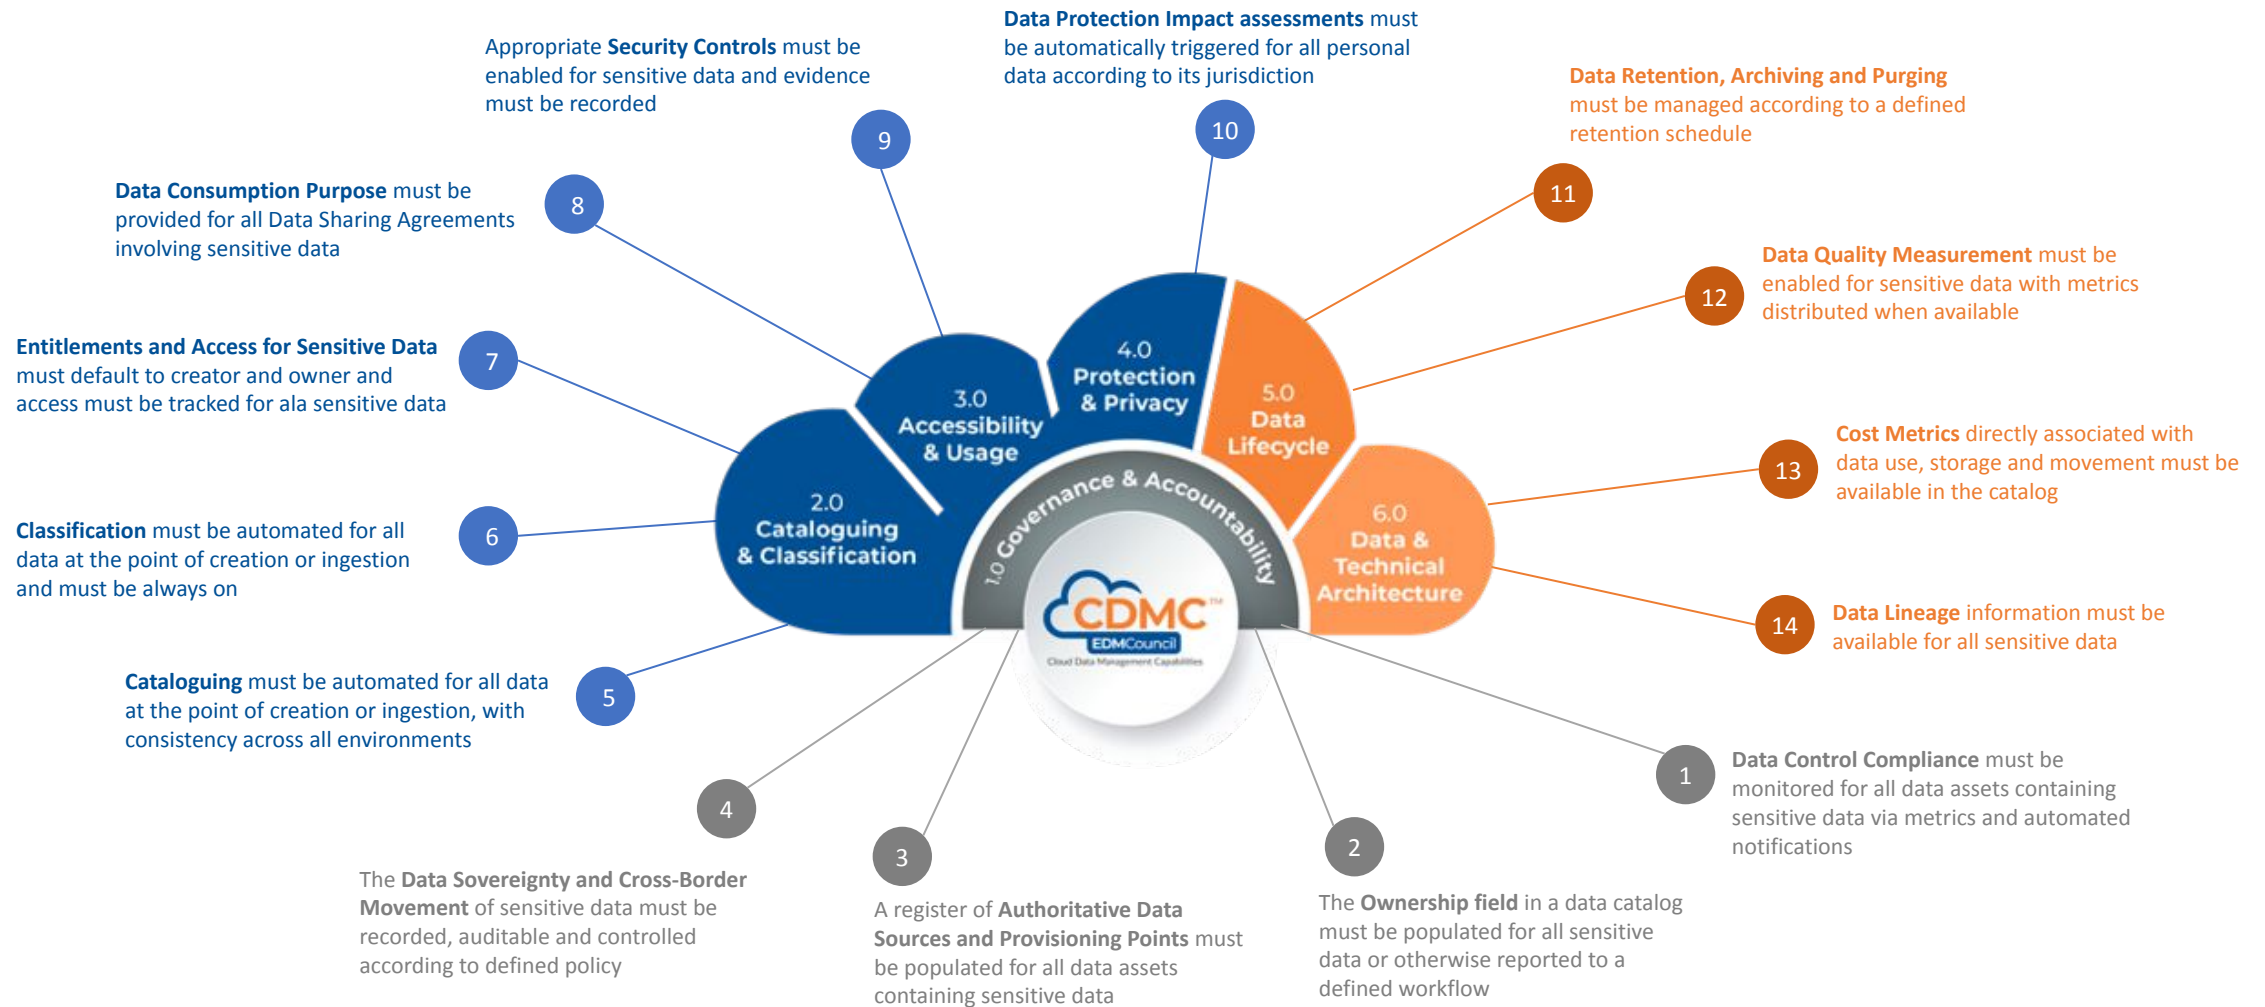 Data Protection Impact assessments must
be automatically triggered for all personal
data according to its jurisdiction
10
Appropriate Security Controls must be
enabled for sensitive data and evidence
must be recorded
9
Data Retention, Archiving and Purging
must be managed according to a defined
retention schedule
11
Data Consumption Purpose must be
provided for all Data Sharing Agreements
involving sensitive data
8
Data Quality Measurement must be
enabled for sensitive data with metrics
distributed when available
12
Entitlements and Access for Sensitive Data
must default to creator and owner and
access must be tracked for ala sensitive data
7
4.0
Protection
& Privacy
3.0
Accessibility
& Usage
5.0
Data
Lifecycle
Cost Metrics directly associated with
data use, storage and movement must be
available in the catalog
13
2.0
Cataloguing
& Classification
1.0 Governance & Accountability
6.0
Data &
Technical
Architecture
Classification must be automated for all
data at the point of creation or ingestion
and must be always on
6
CDMC™
EDMCouncil
Cloud Data Management Capabilities
Data Lineage information must be
available for all sensitive data
14
Cataloguing must be automated for all data
at the point of creation or ingestion, with
consistency across all environments
5
Data Control Compliance must be
monitored for all data assets containing
sensitive data via metrics and automated
notifications
1
4
The Data Sovereignty and Cross-Border
Movement of sensitive data must be
recorded, auditable and controlled
according to defined policy
3
A register of Authoritative Data
Sources and Provisioning Points must
be populated for all data assets
containing sensitive data
2
The Ownership field in a data catalog
must be populated for all sensitive
data or otherwise reported to a
defined workflow